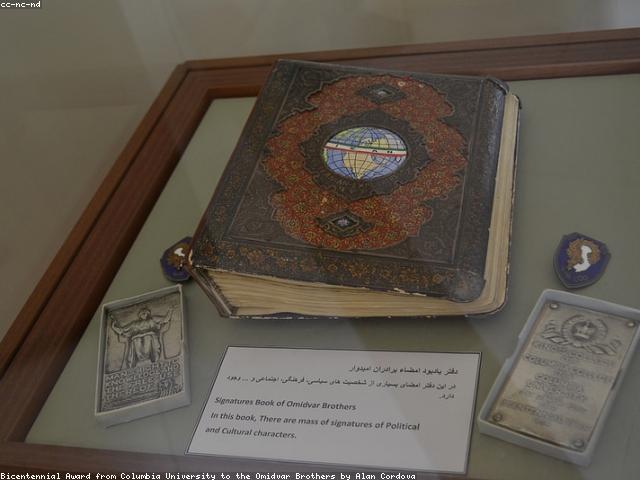 cc-nc-nd
دفتر یادبود امضاء برادران امیدوار
در این دفتر امضای بسیاری از شخصیت های سیاسی، فرهنگی، اجتماعی و ... وجود
دارد.
Signatures Book of Omidvar Brothers
In this book, There are mass of signatures of Political
and Cultural characters.
Bicentennial Award from Columbia University to the Omidvar Brothers by Alan Cordova